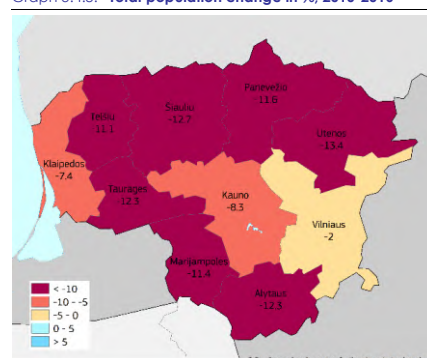 Total population change in %, 2010-2016
Panevėžio
-11.6
Telšių
-11.1
Šiaulių
-12.7
Utenos
-13.4
Klaipėdos
-7.4
Tauragės
-12.3
Kauno
-8.3
Vilniaus
-2
Marijampolės
-11.4
Alytaus
-12.3
< -10
-10 - -5
-5 - 0
0 - 5
> 5